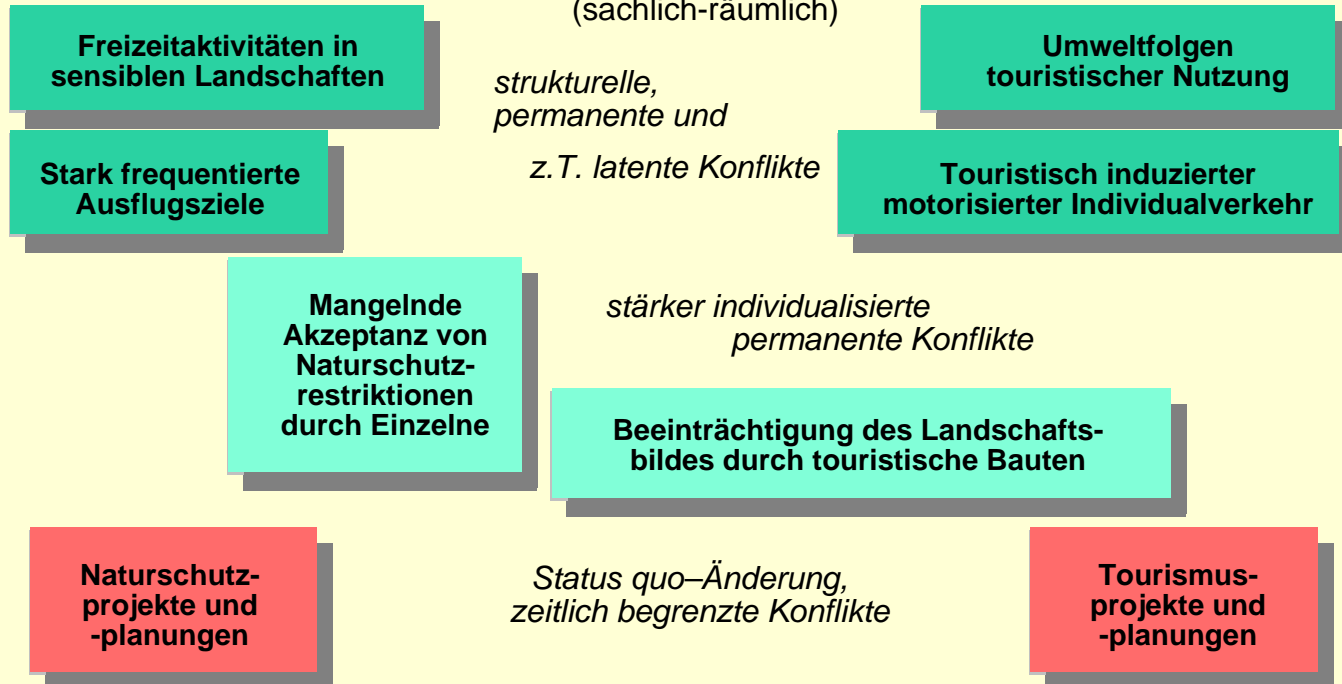 (sachlich-räumlich)
Freizeitaktivitäten in
sensiblen Landschaften
strukturelle,
permanente und
Umweltfolgen
touristischer Nutzung
Stark frequentierte
Ausflugsziele
z.T. latente Konflikte
Touristisch induzierter
motorisierter Individualverkehr
Mangelnde
Akzeptanz von
Naturschutz-
restriktionen
durch Einzelne
stärker individualisierte
permanente Konflikte
Beeinträchtigung des Landschafts-
bildes durch touristische Bauten
Naturschutz-
projekte und
-planungen
Status quo–Änderung,
zeitlich begrenzte Konflikte
Tourismus-
projekte und
-planungen